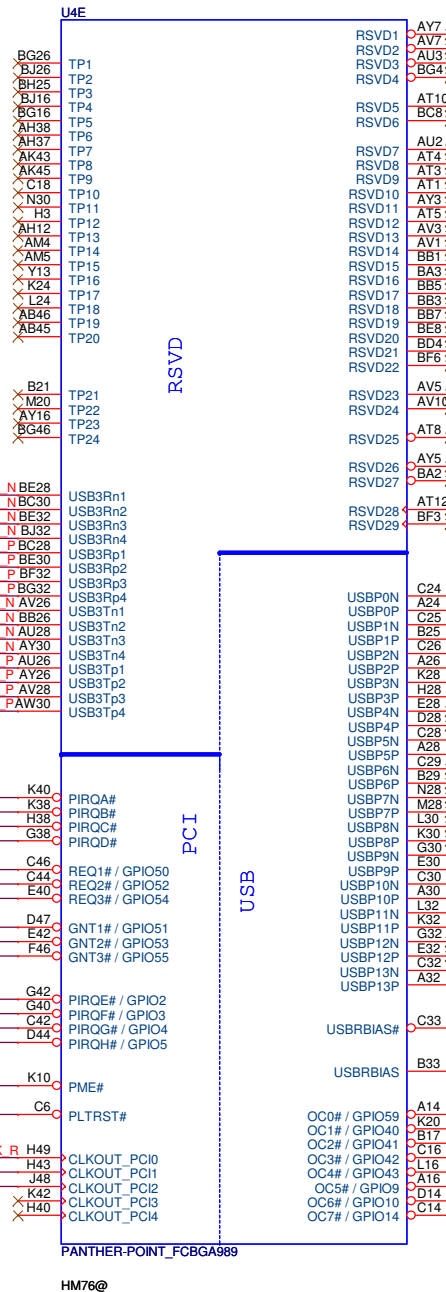 U4E
BG26 TP1
BJ26 TP2
BH25 TP3
BJ16 TP4
BG16 TP5
AH38 TP6
AH37 TP7
AK43 TP8
AK45 TP9
C18 TP10
N30 TP11
H3 TP12
AH12 TP13
AM4 TP14
AM5 TP15
Y13 TP16
K24 TP17
L24 TP18
AB46 TP19
AB45 TP20
B21 TP21
M20 TP22
AY16 TP23
BG46 TP24
RSVD
RSVD1 AY7
RSVD2 AV7
RSVD3 AU3
RSVD4 BG4
RSVD5 AT10
RSVD6 BC8
RSVD7 AU2
RSVD8 AT4
RSVD9 AT3
RSVD10 AT1
RSVD11 AY3
RSVD12 AT5
RSVD13 AV3
RSVD14 AV1
RSVD15 BB1
RSVD16 BA3
RSVD17 BB5
RSVD18 BB3
RSVD19 BB7
RSVD20 BE8
RSVD21 BD4
RSVD22 BF6
RSVD23 AV5
RSVD24 AV10
RSVD25 AT8
RSVD26 AY5
RSVD27 BA2
RSVD28 AT12
RSVD29 BF3
N BE28 USB3Rn1
N BC30 USB3Rn2
N BE32 USB3Rn3
N BJ32 USB3Rn4
P BC28 USB3Rp1
P BE30 USB3Rp2
P BF32 USB3Rp3
P BG32 USB3Rp4
N AV26 USB3Tn1
N BB26 USB3Tn2
N AU28 USB3Tn3
N AY30 USB3Tn4
P AU26 USB3Tp1
P AY26 USB3Tp2
P AV28 USB3Tp3
P AW30 USB3Tp4
K40 PIRQA#
K38 PIRQB#
H38 PIRQC#
G38 PIRQD#
C46 REQ1# / GPIO50
C44 REQ2# / GPIO52
E40 REQ3# / GPIO54
D47 GNT1# / GPIO51
E42 GNT2# / GPIO53
F46 GNT3# / GPIO55
G42 PIRQE# / GPIO2
G40 PIRQF# / GPIO3
C42 PIRQG# / GPIO4
D44 PIRQH# / GPIO5
K10 PME#
C6 PLTRST#
K_R H49 CLKOUT_PCI0
H43 CLKOUT_PCI1
J48 CLKOUT_PCI2
K42 CLKOUT_PCI3
H40 CLKOUT_PCI4
PCI
USB
USBP0N C24
USBP0P A24
USBP1N C25
USBP1P B25
USBP2N C26
USBP2P A26
USBP3N K28
USBP3P H28
USBP4N E28
USBP4P D28
USBP5N C28
USBP5P A28
USBP6N C29
USBP6P B29
USBP7N N28
USBP7P M28
USBP8N L30
USBP8P K30
USBP9N G30
USBP9P E30
USBP10N C30
USBP10P A30
USBP11N L32
USBP11P K32
USBP12N G32
USBP12P E32
USBP13N C32
USBP13P A32
USBRBIAS# C33
USBRBIAS B33
OC0# / GPIO59 A14
OC1# / GPIO40 K20
OC2# / GPIO41 B17
OC3# / GPIO42 C16
OC4# / GPIO43 L16
OC5# / GPIO9 A16
OC6# / GPIO10 D14
OC7# / GPIO14 C14
PANTHER-POINT_FCBGA989
HM76@